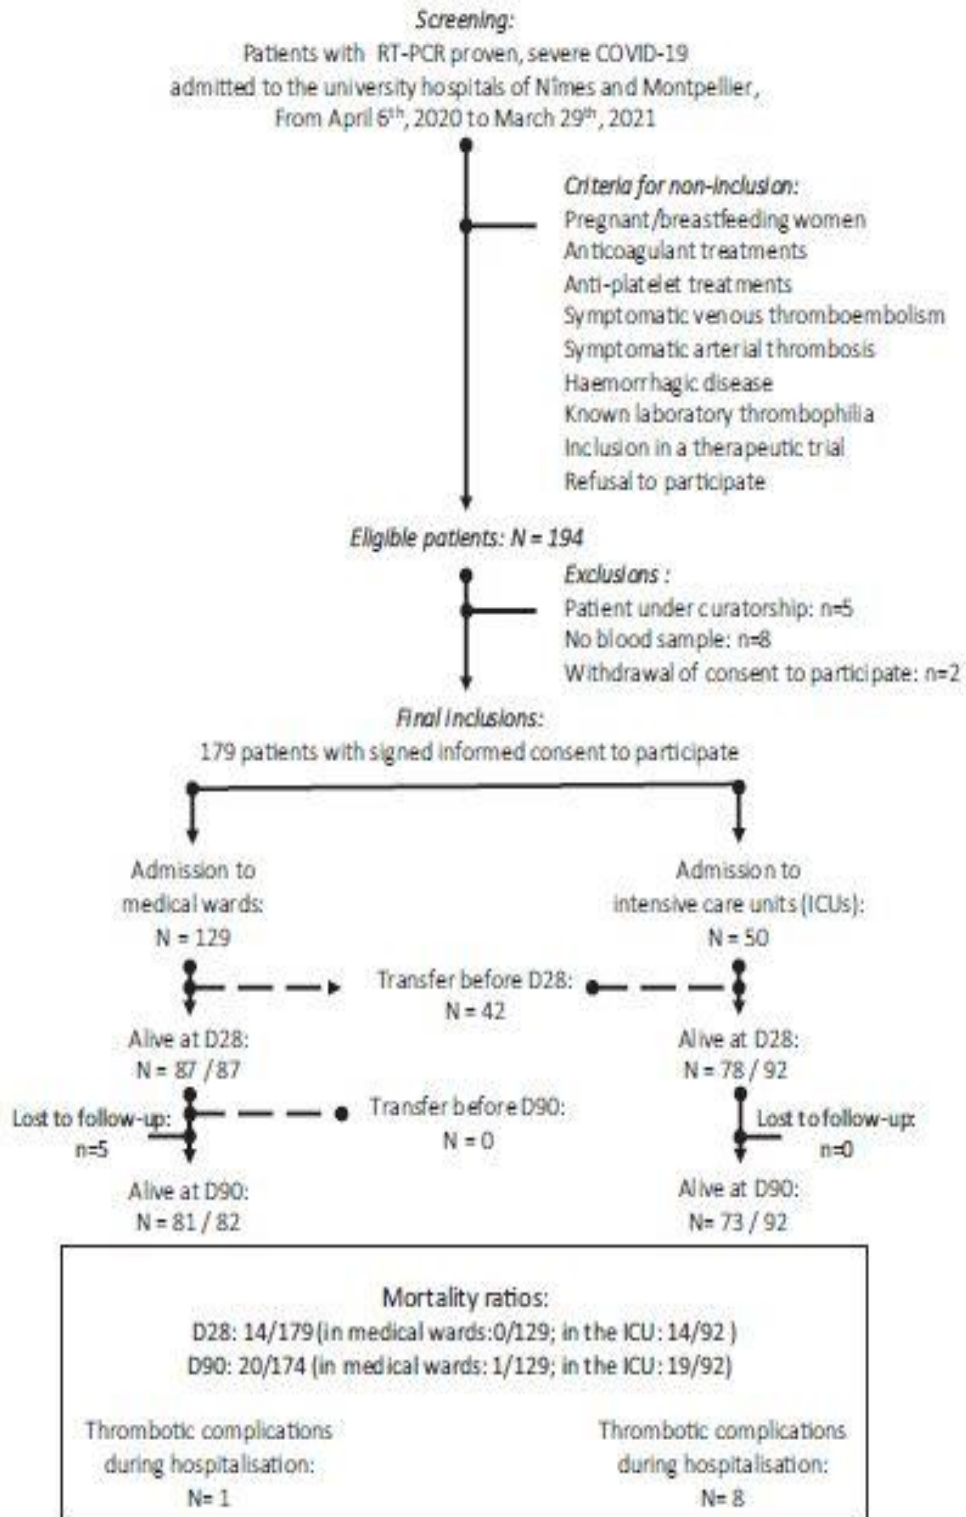 Screening:
Patients with RT-PCR proven, severe COVID-19
admitted to the university hospitals of Nîmes and Montpellier,
From April 6th, 2020 to March 29th, 2021
Criteria for non-inclusion:
Pregnant/breastfeeding women
Anticoagulant treatments
Anti-platelet treatments
Symptomatic venous thromboembolism
Symptomatic arterial thrombosis
Haemorrhagic disease
Known laboratory thrombophilia
Inclusion in a therapeutic trial
Refusal to participate
Eligible patients: N = 194
Exclusions :
Patient under curatorship: n=5
No blood sample: n=8
Withdrawal of consent to participate: n=2
Final inclusions:
179 patients with signed informed consent to participate
Admission to
medical wards:
N = 129
Admission to
intensive care units (ICUs):
N = 50
Transfer before D28:
N = 42
Alive at D28:
N = 87 / 87
Alive at D28:
N = 78 / 92
Lost to follow-up:
n=5
Transfer before D90:
N = 0
Lost to follow-up:
n=0
Alive at D90:
N = 81 / 82
Alive at D90:
N= 73 / 92
Mortality ratios:
D28: 14/179 (in medical wards:0/129; in the ICU: 14/92 )
D90: 20/174 (in medical wards: 1/129; in the ICU: 19/92)
Thrombotic complications
during hospitalisation:
N= 1
Thrombotic complications
during hospitalisation:
N= 8